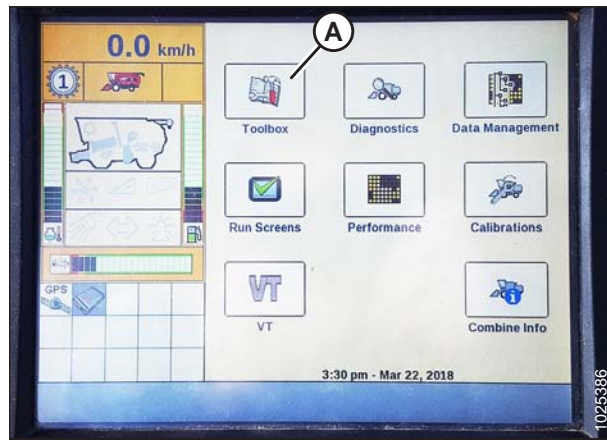 0.0 km/h
A
1
Toolbox
Diagnostics
Data Management
Run Screens
Performance
Calibrations
GPS
VT
VT
Combine Info
3:30 pm - Mar 22, 2018
1025386